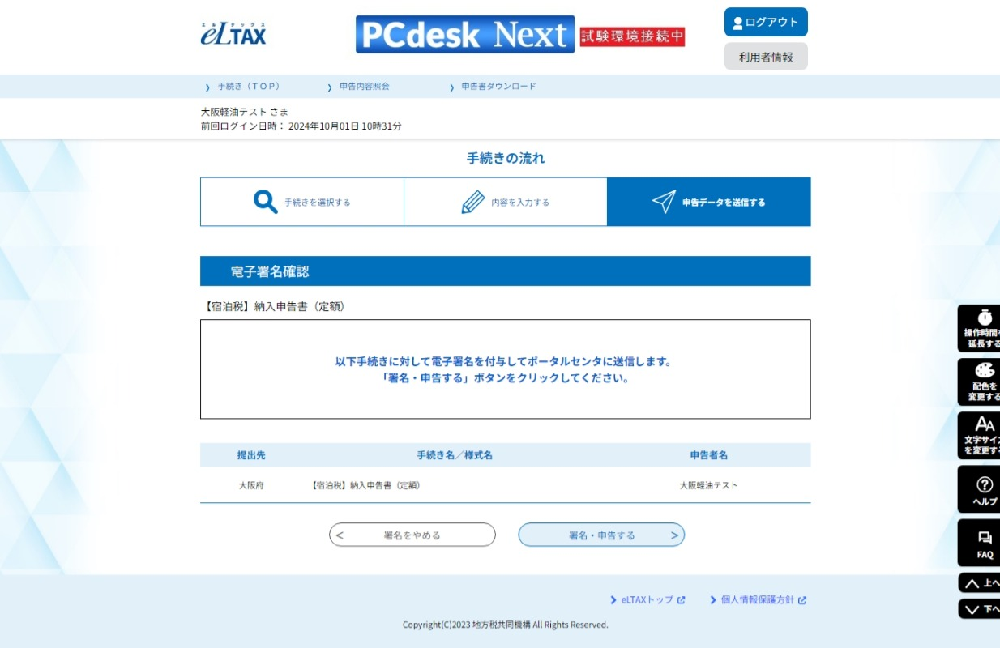 エルタックス
eLTAX
PCdesk Next
試験環境接続中
ログアウト
利用者情報
手続き（ＴＯＰ）
申告内容照会
申告書ダウンロード
大阪軽油テスト さま
前回ログイン日時： 2024年10月01日 10時31分
手続きの流れ
手続きを選択する
内容を入力する
申告データを送信する
電子署名確認
【宿泊税】納入申告書（定額）
以下手続きに対して電子署名を付与してポータルセンタに送信します。
「署名・申告する」ボタンをクリックしてください。
提出先 手続き名／様式名 申告者名
大阪府 【宿泊税】納入申告書（定額） 大阪軽油テスト
< 署名をやめる
署名・申告する >
操作時間を
延長する
配色を
変更する
文字サイズ
を変更する
ヘルプ
FAQ
上へ
下へ
eLTAXトップ
個人情報保護方針
Copyright(C)2023 地方税共同機構 All Rights Reserved.